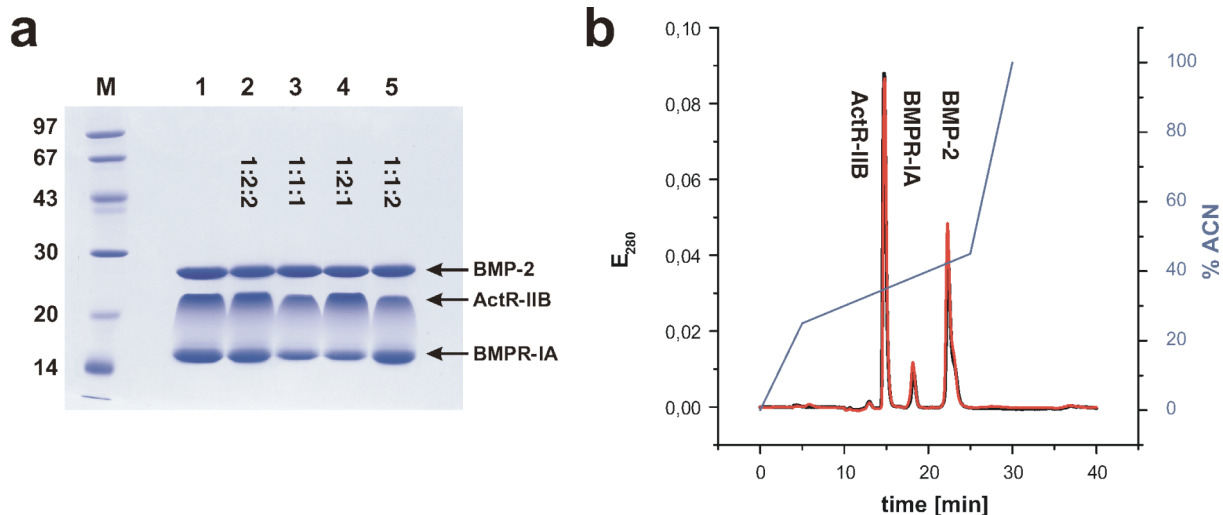 a
M 1 2 3 4 5
97
67
43
30
20
14
1:2:2
1:1:1
1:2:1
1:1:2
BMP-2
ActR-IIB
BMPR-IA
b
0,10
0,08
0,06
0,04
0,02
0,00
E280
ActR-IIB
BMPR-IA
BMP-2
100
80
60
40
20
0
% ACN
0 10 20 30 40
time [min]